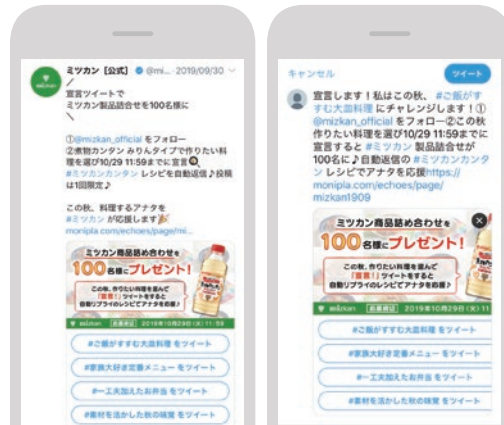 ミツカン【公式】 @mi... · 2019/09/30
/
宣言ツイートで
ミツカン製品詰合せを100名様に
\
①@mizkan_official をフォロー
②煮物カンタン みりんタイプで作りたい料
理を選び10/29 11:59までに宣言🔍
#ミツカンカンタン レシピを自動返信♪投稿
は1回限定♪
この秋、料理するアナタを
#ミツカン が応援します🎉
monipla.com/echoes/page/mi...
ミツカン商品詰め合わせを
100名様にプレゼント!
この秋、作りたい料理を選んで
「宣言!」ツイートをすると
自動リプライのレシピでアナタを応援♪
mizkan 応募締切 2019年10月29日(火)11:59
#ご飯がすすむ大皿料理 をツイート
#家族大好き定番メニュー をツイート
#一工夫加えたお弁当 をツイート
#素材を活かした秋の味覚 をツイート
キャンセル
ツイート
宣言します！私はこの秋、 #ご飯がす
すむ大皿料理 にチャレンジします！①
@mizkan_official をフォロー②この秋
作りたい料理を選び10/29 11:59までに
宣言すると #ミツカン 製品詰合せが
100名に♪自動返信の #ミツカンカンタ
ン レシピでアナタを応援https://
monipla.com/echoes/page/
mizkan1909
ミツカン商品詰め合わせを
100名様にプレゼント!
この秋、作りたい料理を選んで
「宣言!」ツイートをすると
自動リプライのレシピでアナタを応援♪
mizkan 応募締切 2019年10月29日(火)11:59
#ご飯がすすむ大皿料理 をツイート
#家族大好き定番メニュー をツイート
#一工夫加えたお弁当 をツイート
#素材を活かした秋の味覚 をツイート